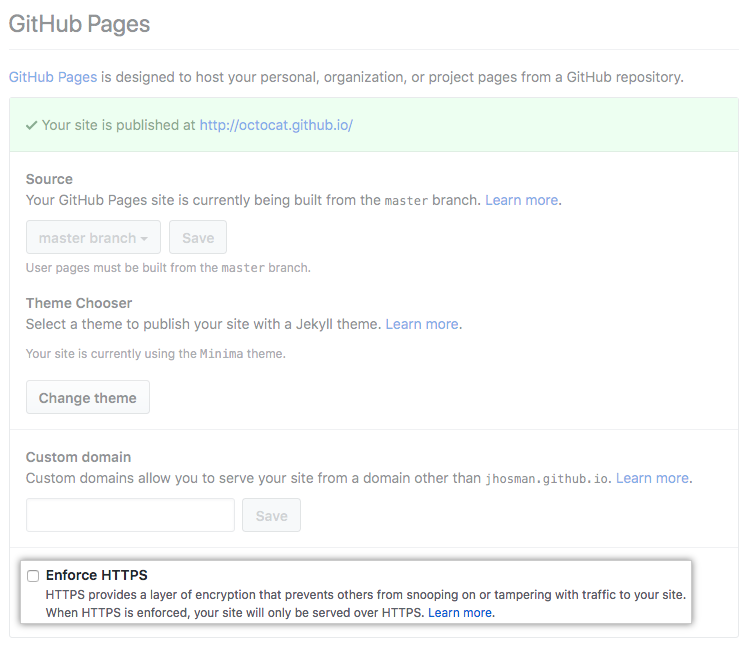 GitHub Pages
GitHub Pages is designed to host your personal, organization, or project pages from a GitHub repository.
✓ Your site is published at http://octocat.github.io/
Source
Your GitHub Pages site is currently being built from the master branch. Learn more.
master branch Save
User pages must be built from the master branch.
Theme Chooser
Select a theme to publish your site with a Jekyll theme. Learn more.
Your site is currently using the Minima theme.
Change theme
Custom domain
Custom domains allow you to serve your site from a domain other than jhosman.github.io. Learn more.
Save
Enforce HTTPS
HTTPS provides a layer of encryption that prevents others from snooping on or tampering with traffic to your site.
When HTTPS is enforced, your site will only be served over HTTPS. Learn more.